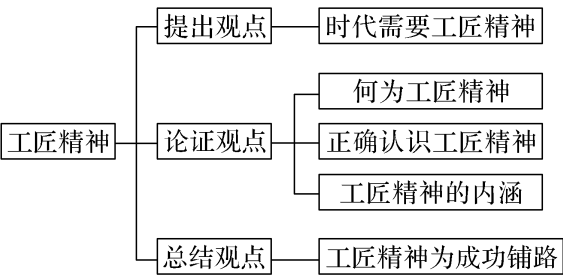 提出观点
时代需要工匠精神
何为工匠精神
工匠精神
论证观点
正确认识工匠精神
工匠精神的内涵
总结观点
工匠精神为成功铺路